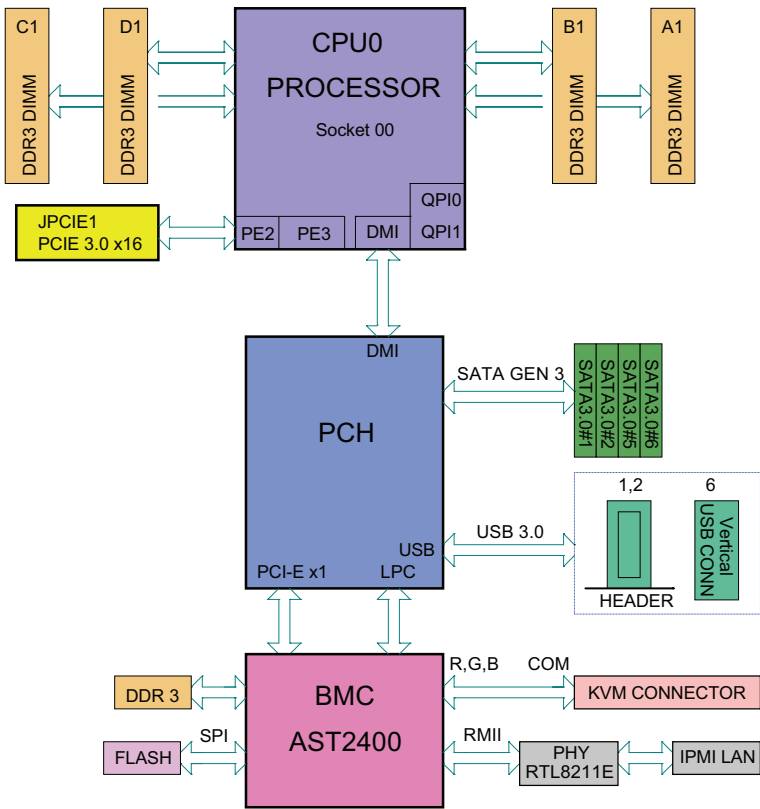 C1
DDR3 DIMM
D1
DDR3 DIMM
CPU0
PROCESSOR
Socket 00
B1
DDR3 DIMM
A1
DDR3 DIMM
QPI0
PE2
PE3
DMI
QPI1
JPCIE1
PCIE 3.0 x16
DMI
PCH
SATA GEN 3
SATA3.0#1
SATA3.0#2
SATA3.0#5
SATA3.0#6
1,2
6
USB 3.0
USB
Vertical
USB CONN
HEADER
PCI-E x1
LPC
R,G,B
COM
DDR 3
BMC
AST2400
KVM CONNECTOR
SPI
FLASH
RMII
PHY
RTL8211E
IPMI LAN